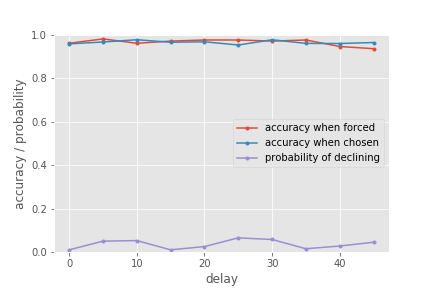 1.0
0.8
0.6
0.4
0.2
0.0
accuracy / probability
accuracy when forced
accuracy when chosen
probability of declining
0 10 20 30 40
delay